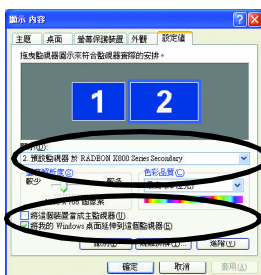 顯示 內容
主題 桌面 螢幕保護裝置 外觀 設定值
拖曳監視器圖示來符合監視器實際的安排。
1 2
2. 預設監視器 於 RADEON X800 Series Secondary
色彩品質(C)
較少
將這個裝置當成主監視器(U)
將我的 Windows 桌面延伸到這個監視器(E)
進階(V)
確定 取消 套用(A)